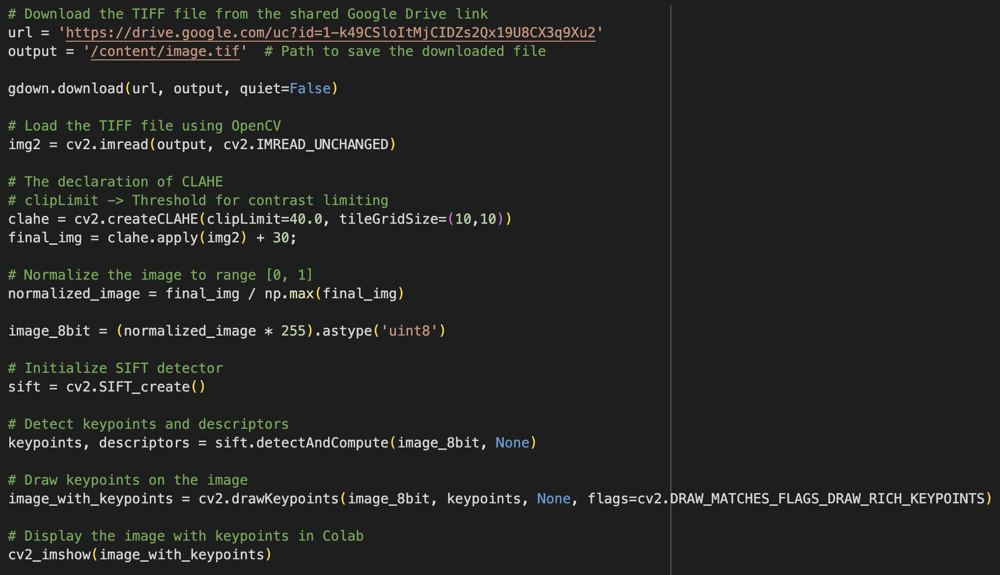 # Download the TIFF file from the shared Google Drive link
url = 'https://drive.google.com/uc?id=1-k49CSloItMjCIDZs2Qx19U8CX3q9Xu2'
output = '/content/image.tif'  # Path to save the downloaded file
gdown.download(url, output, quiet=False)
# Load the TIFF file using OpenCV
img2 = cv2.imread(output, cv2.IMREAD_UNCHANGED)
# The declaration of CLAHE
# clipLimit -> Threshold for contrast limiting
clahe = cv2.createCLAHE(clipLimit=40.0, tileGridSize=(10,10))
final_img = clahe.apply(img2) + 30;
# Normalize the image to range [0, 1]
normalized_image = final_img / np.max(final_img)
image_8bit = (normalized_image * 255).astype('uint8')
# Initialize SIFT detector
sift = cv2.SIFT_create()
# Detect keypoints and descriptors
keypoints, descriptors = sift.detectAndCompute(image_8bit, None)
# Draw keypoints on the image
image_with_keypoints = cv2.drawKeypoints(image_8bit, keypoints, None, flags=cv2.DRAW_MATCHES_FLAGS_DRAW_RICH_KEYPOINTS)
# Display the image with keypoints in Colab
cv2_imshow(image_with_keypoints)